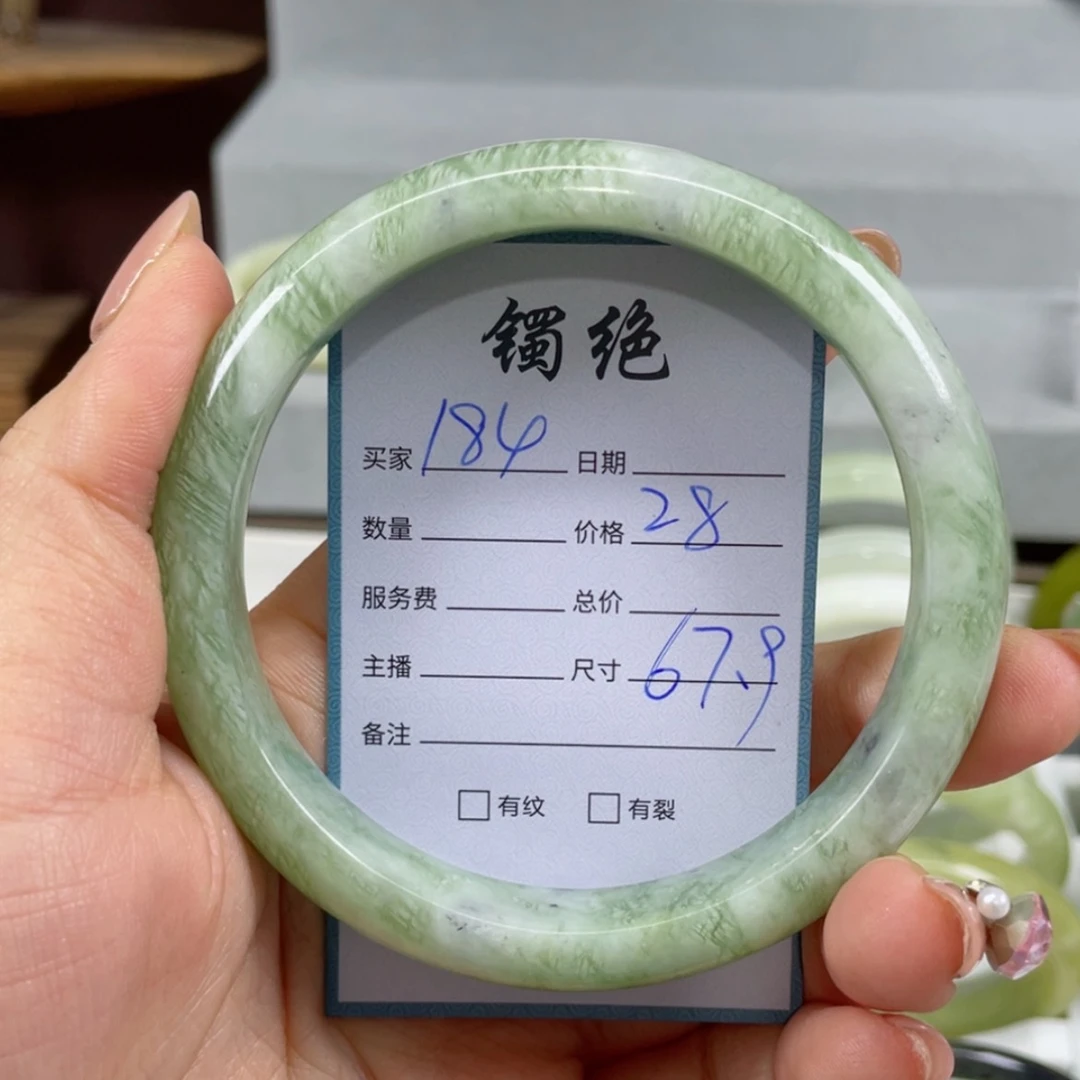 镯绝
买家 184 日期
数量 价格 28
服务费 总价
主播 尺寸 67.9
备注
□有纹 □有裂